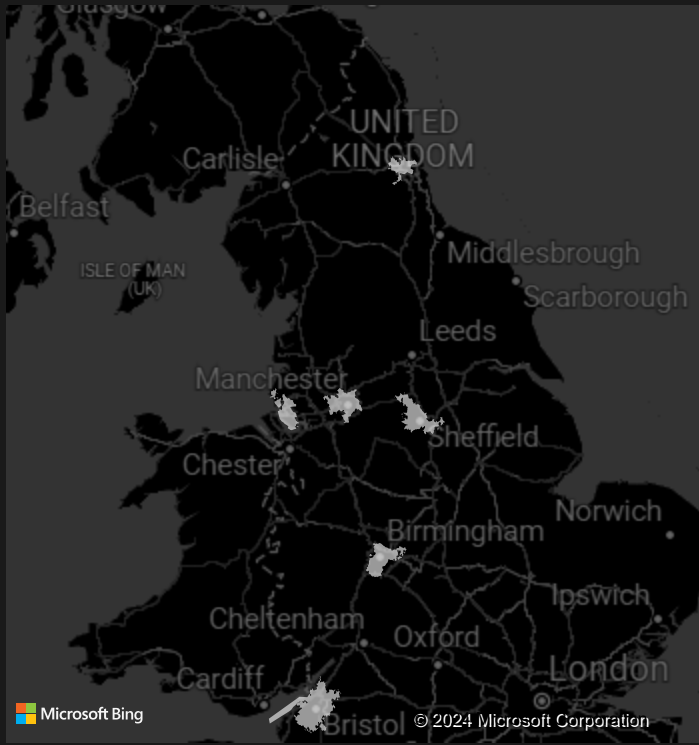 Glasgow
UNITED
KINGDOM
Carlisle
Belfast
Middlesbrough
ISLE OF MAN
(UK)
Scarborough
Leeds
Manchester
Sheffield
Chester
Norwich
Birmingham
Ipswich
Cheltenham
Oxford
London
Cardiff
Microsoft Bing
Bristol
© 2024 Microsoft Corporation